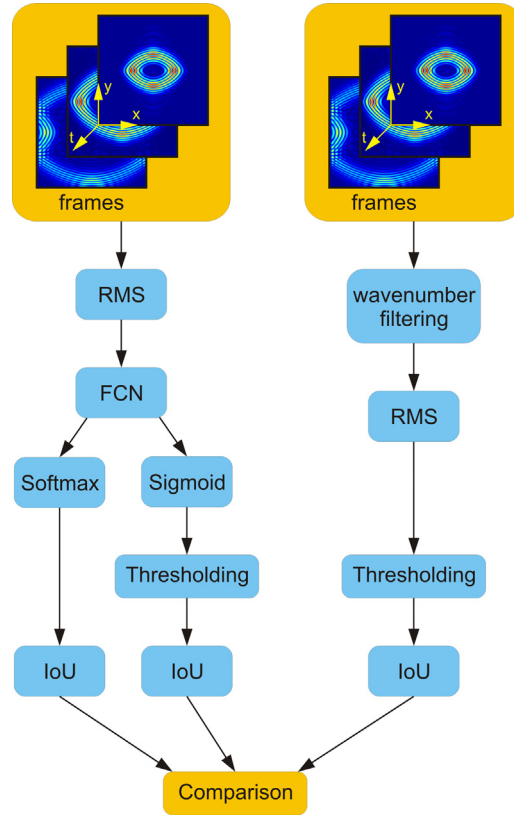 y
x
t
frames
y
x
t
frames
RMS
wavenumber
filtering
FCN
RMS
Softmax
Sigmoid
Thresholding
Thresholding
IoU
IoU
IoU
Comparison